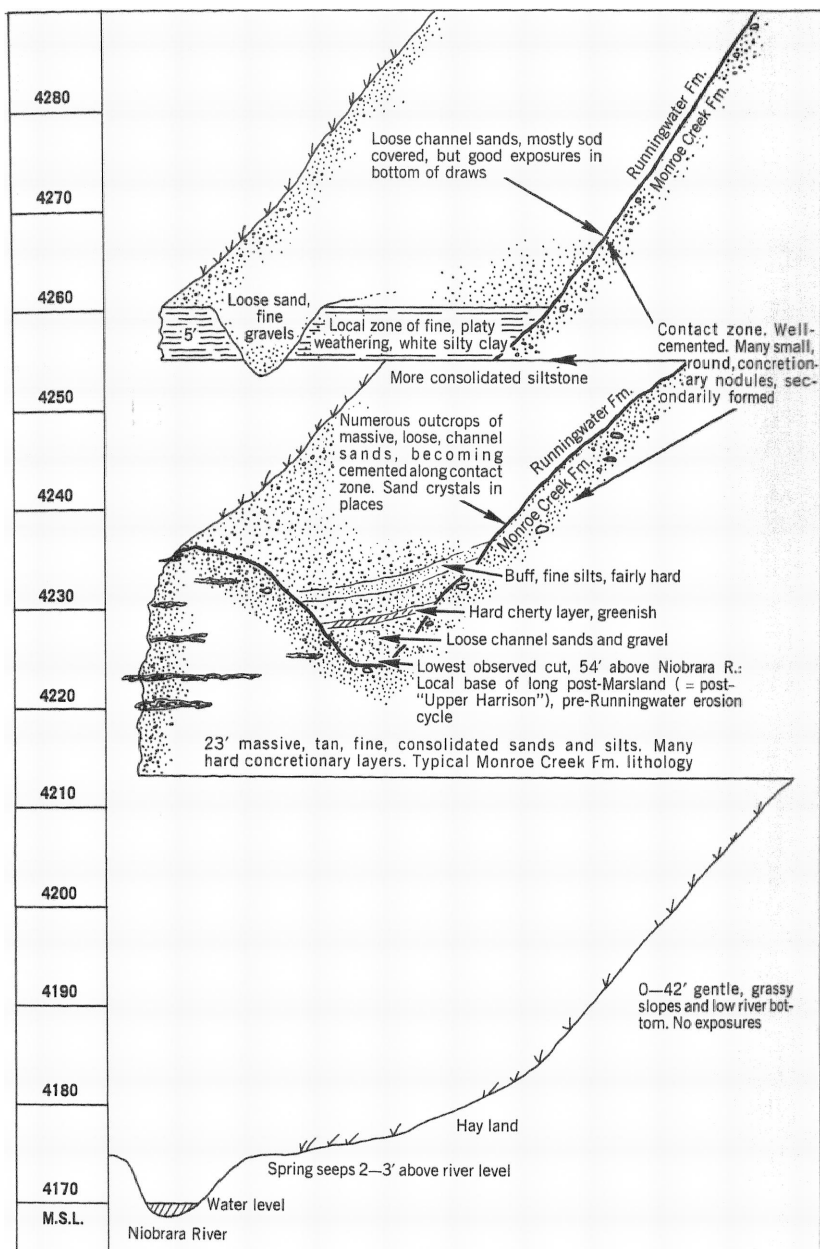 4280
4270
4260
4250
4240
4230
4220
4210
4200
4190
4180
4170
M.S.L.
Loose channel sands, mostly sod
covered, but good exposures in
bottom of draws
Runningwater Fm.
Monroe Creek Fm.
Loose sand,
fine
gravels
5'
Local zone of fine, platy
weathering, white silty clay
Contact zone. Well-
cemented. Many small,
round, concretion-
ary nodules, sec-
ondarily formed
More consolidated siltstone
Numerous outcrops of
massive, loose, channel
sands, becoming
cemented along contact
zone. Sand crystals in
places
Runningwater Fm.
Monroe Creek Fm.
Buff, fine silts, fairly hard
Hard cherty layer, greenish
Loose channel sands and gravel
Lowest observed cut, 54' above Niobrara R.:
Local base of long post-Marsland (= post-
"Upper Harrison"), pre-Runningwater erosion
cycle
23' massive, tan, fine, consolidated sands and silts. Many
hard concretionary layers. Typical Monroe Creek Fm. lithology
0—42' gentle, grassy
slopes and low river bot-
tom. No exposures
Hay land
Spring seeps 2—3' above river level
Water level
Niobrara River